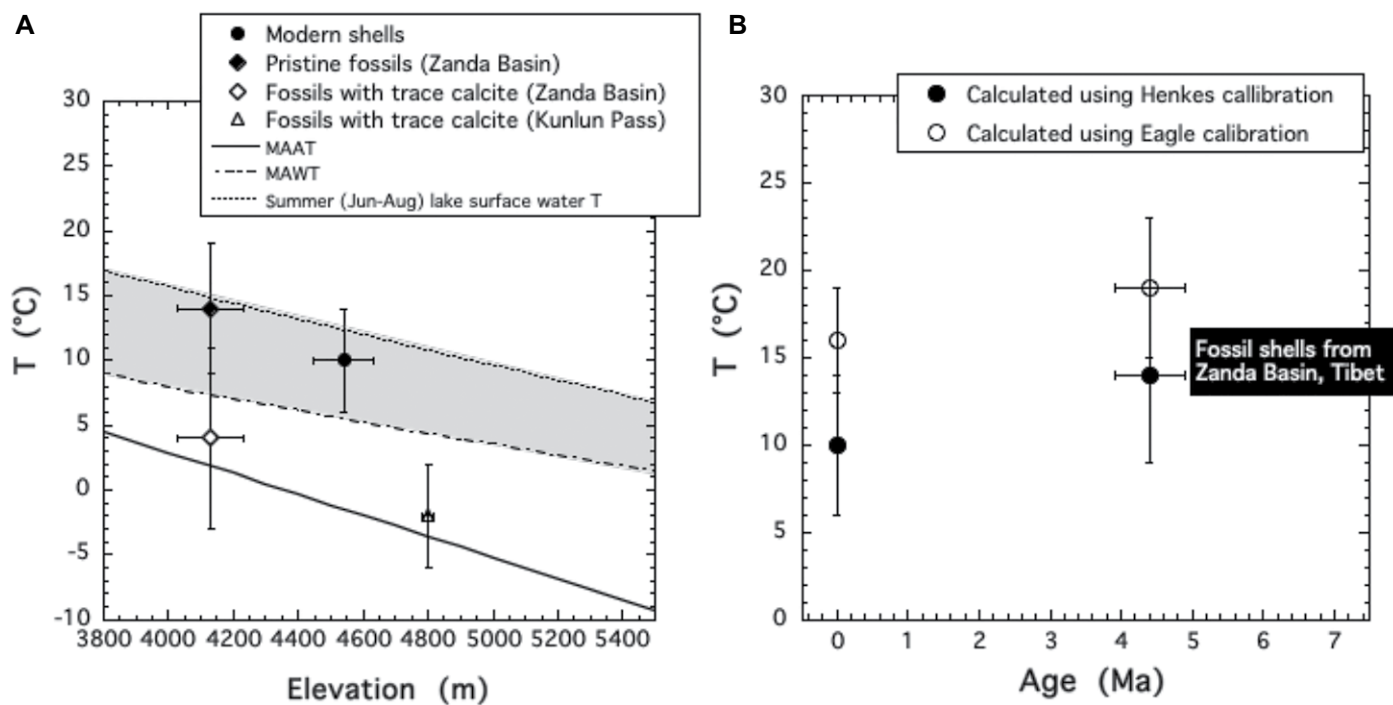 A
Modern shells
Pristine fossils (Zanda Basin)
Fossils with trace calcite (Zanda Basin)
Fossils with trace calcite (Kunlun Pass)
MAAT
MAWT
Summer (Jun-Aug) lake surface water T
30
25
20
15
10
5
0
-5
-10
T (°C)
3800 4000 4200 4400 4600 4800 5000 5200 5400
Elevation (m)
B
Calculated using Henkes callibration
Calculated using Eagle calibration
30
25
20
15
10
5
0
T (°C)
Fossil shells from
Zanda Basin, Tibet
0 1 2 3 4 5 6 7
Age (Ma)